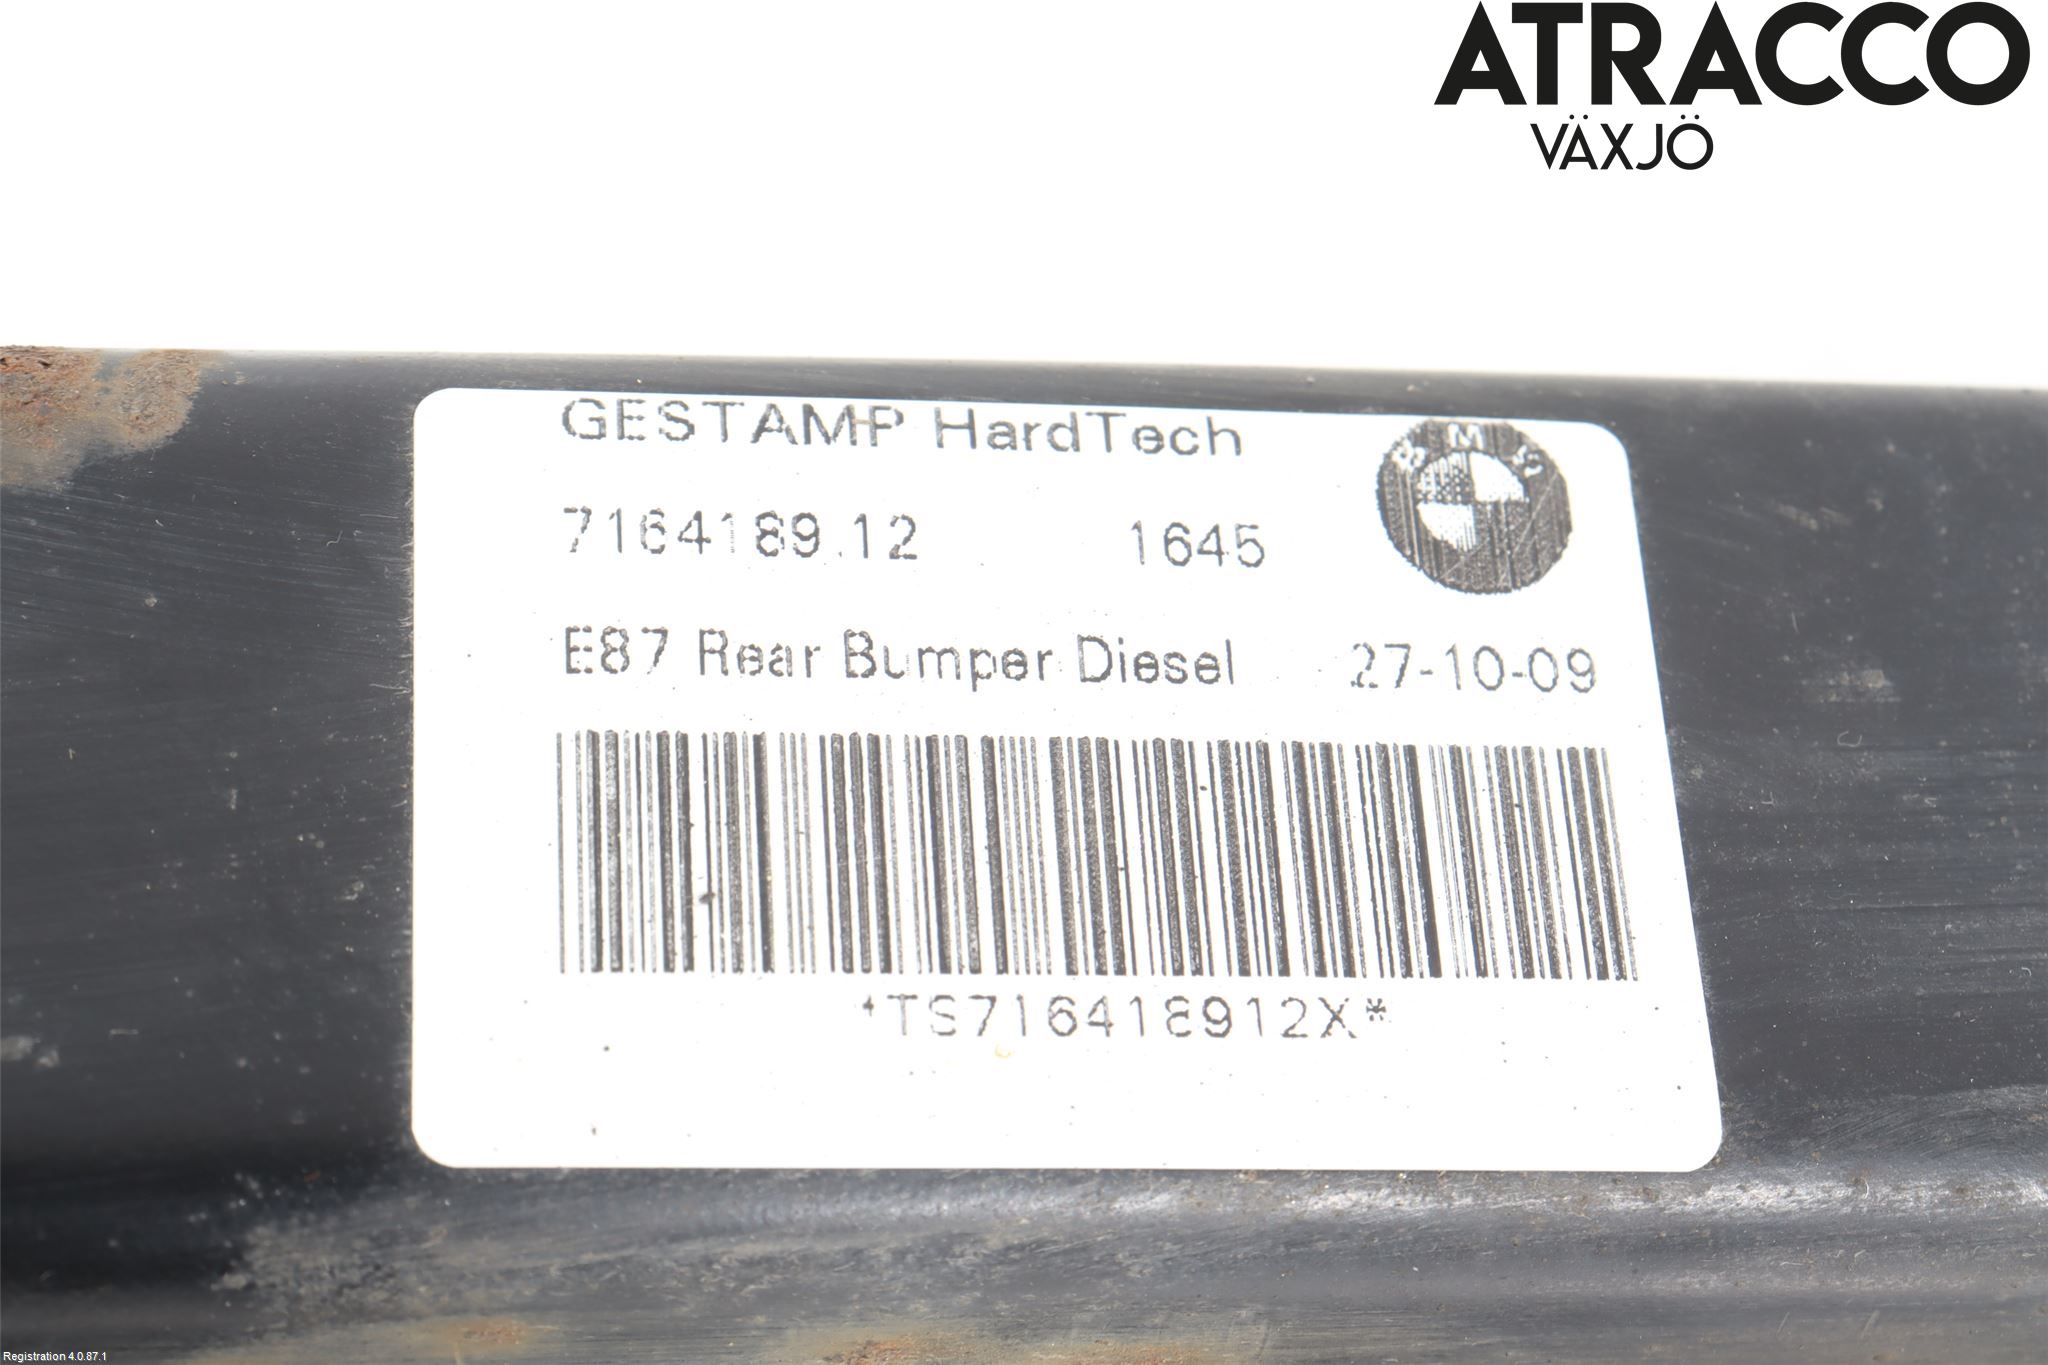 ATRACCO
VÄXJÖ
GESTAMP HardTech
BMW
7164189.12 1645
E87 Rear Bumper Diesel 27-10-09
*TS716418912X*
Registration 4.0.87.1